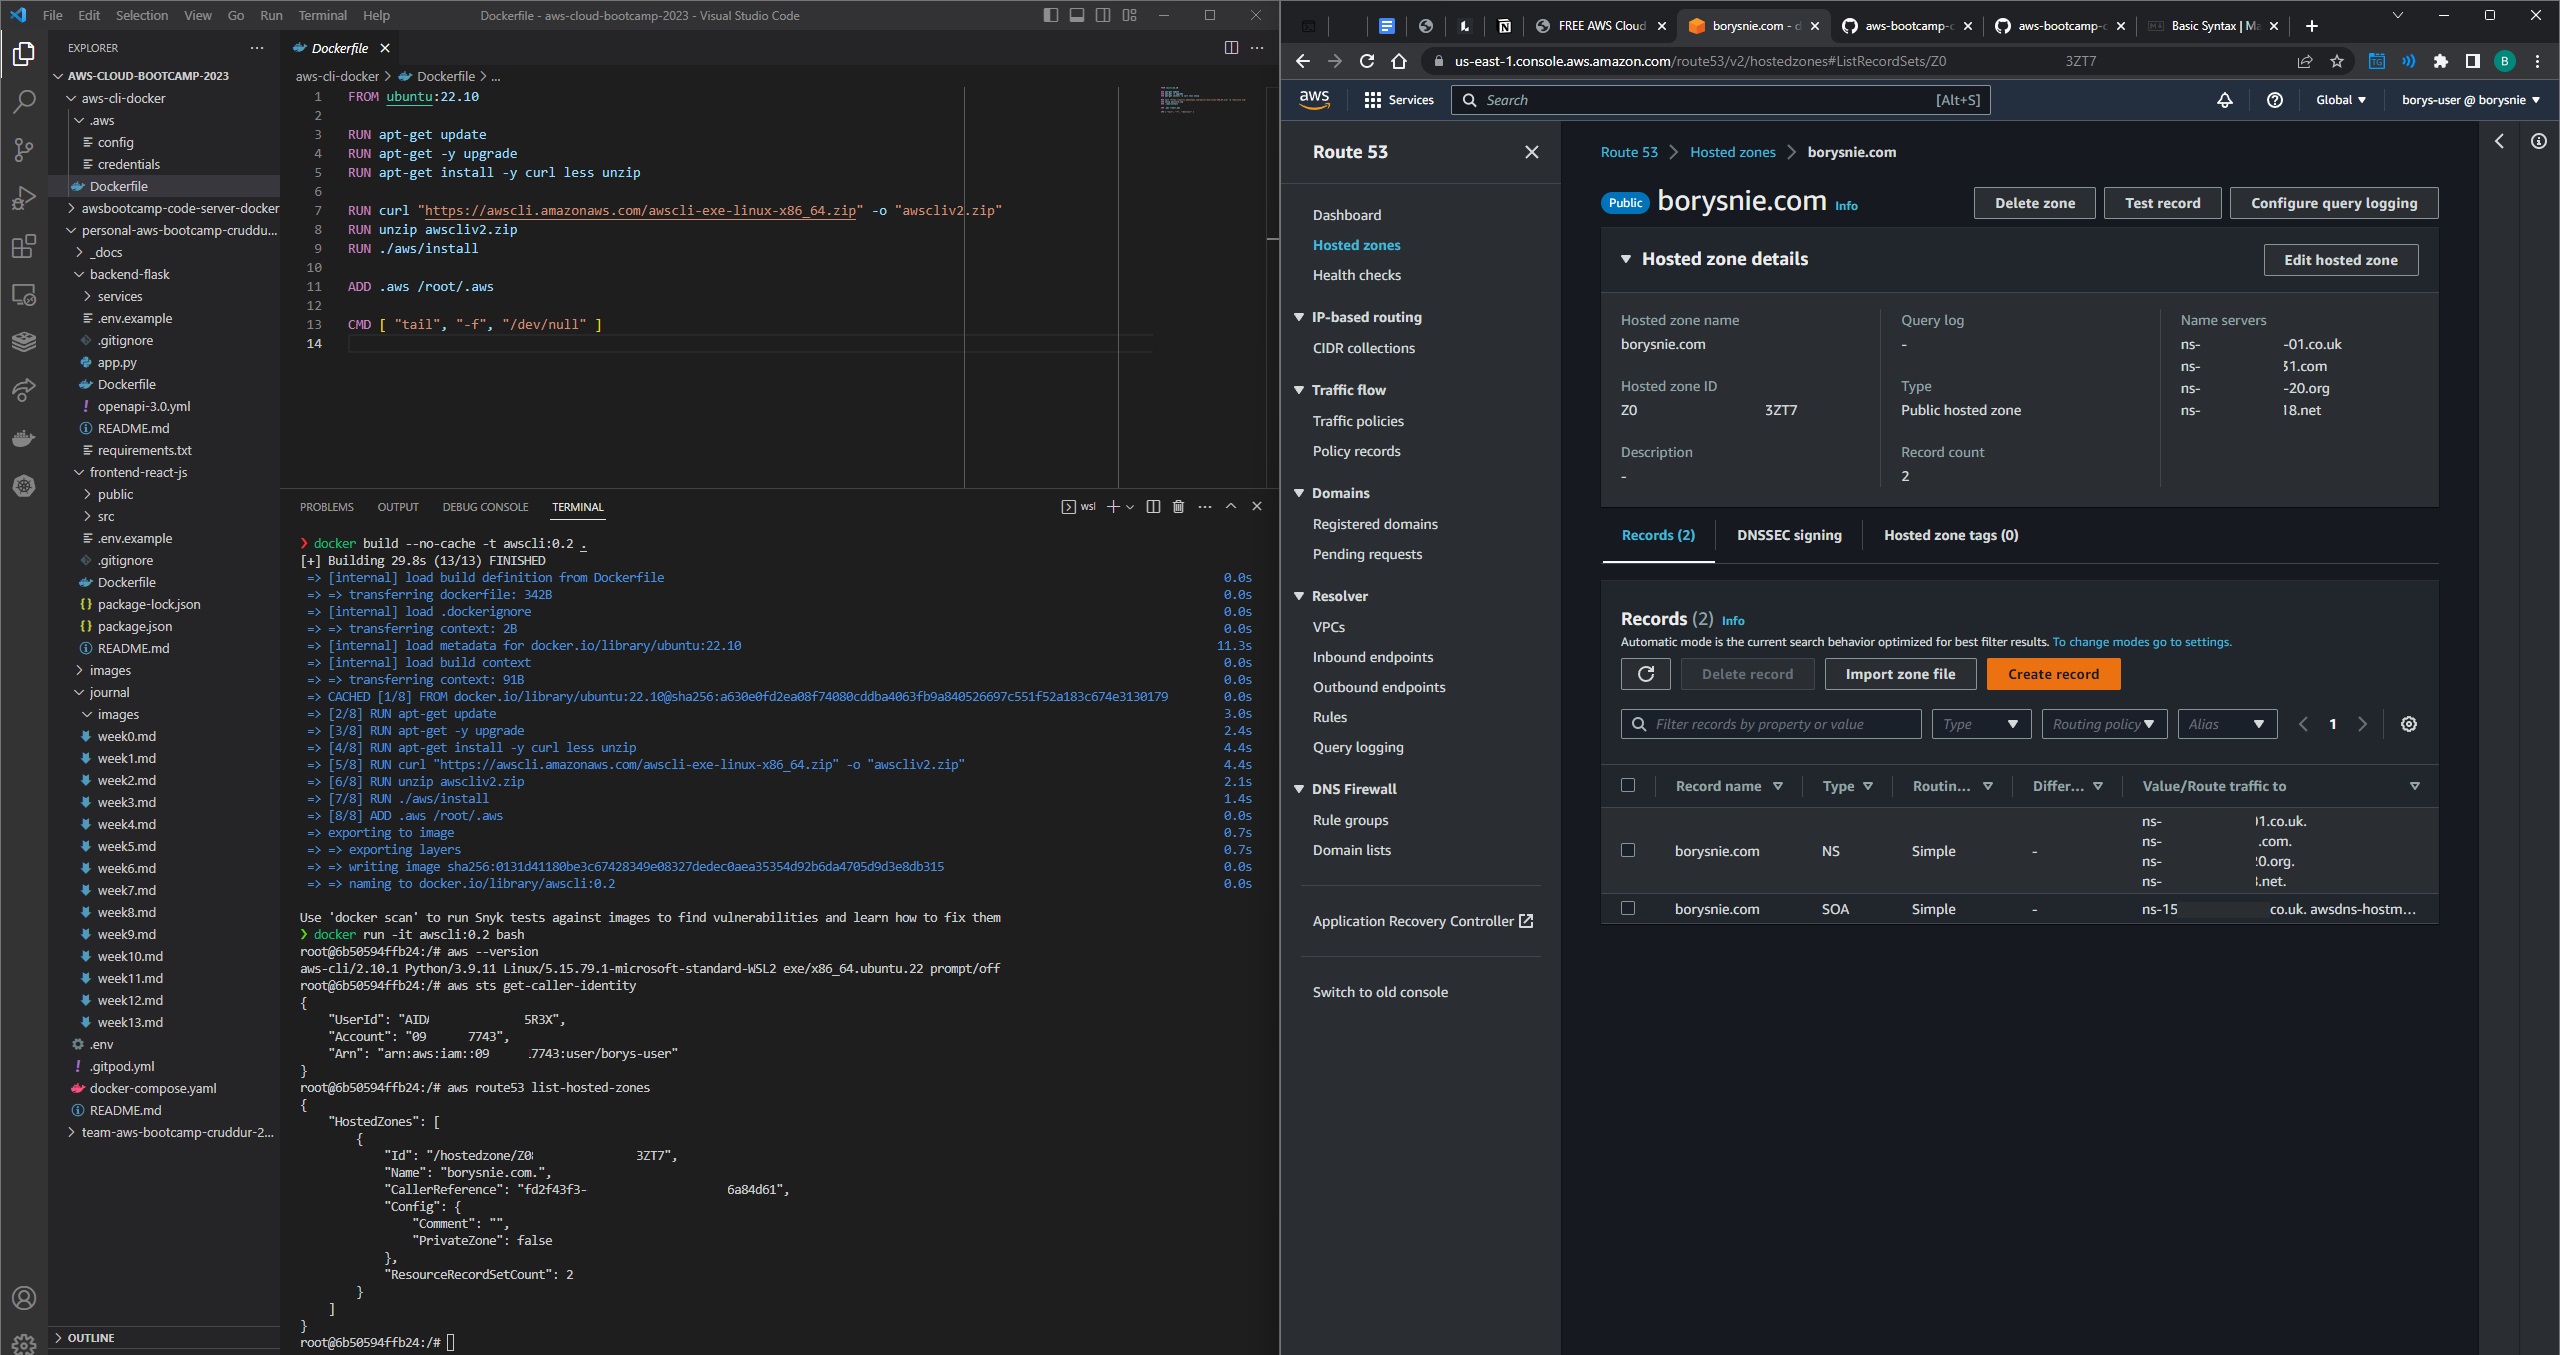 File Edit Selection View Go Run Terminal Help
Dockerfile - aws-cloud-bootcamp-2023 - Visual Studio Code
EXPLORER
AWS-CLOUD-BOOTCAMP-2023
aws-cli-docker
.aws
config
credentials
Dockerfile
awsbootcamp-code-server-docker
personal-aws-bootcamp-cruddu...
_docs
backend-flask
services
.env.example
.gitignore
app.py
Dockerfile
openapi-3.0.yml
README.md
requirements.txt
frontend-react-js
public
src
.env.example
.gitignore
Dockerfile
package-lock.json
package.json
README.md
images
journal
images
week0.md
week1.md
week2.md
week3.md
week4.md
week5.md
week6.md
week7.md
week8.md
week9.md
week10.md
week11.md
week12.md
week13.md
.env
.gitpod.yml
docker-compose.yaml
README.md
team-aws-bootcamp-cruddur-2...
OUTLINE
Dockerfile
aws-cli-docker > Dockerfile > ...
1 FROM ubuntu:22.10
2
3 RUN apt-get update
4 RUN apt-get -y upgrade
5 RUN apt-get install -y curl less unzip
6
7 RUN curl "https://awscli.amazonaws.com/awscli-exe-linux-x86_64.zip" -o "awscliv2.zip"
8 RUN unzip awscliv2.zip
9 RUN ./aws/install
10
11 ADD .aws /root/.aws
12
13 CMD [ "tail", "-f", "/dev/null" ]
14
PROBLEMS OUTPUT DEBUG CONSOLE TERMINAL
wsl
❯ docker build --no-cache -t awscli:0.2 .
[+] Building 29.8s (13/13) FINISHED
=> [internal] load build definition from Dockerfile 0.0s
=> => transferring dockerfile: 342B 0.0s
=> [internal] load .dockerignore 0.0s
=> => transferring context: 2B 0.0s
=> [internal] load metadata for docker.io/library/ubuntu:22.10 11.3s
=> [internal] load build context 0.0s
=> => transferring context: 91B 0.0s
=> CACHED [1/8] FROM docker.io/library/ubuntu:22.10@sha256:a630e0fd2ea08f74080cddba4063fb9a840526697c551f52a183c674e3130179 0.0s
=> [2/8] RUN apt-get update 3.0s
=> [3/8] RUN apt-get -y upgrade 2.4s
=> [4/8] RUN apt-get install -y curl less unzip 4.4s
=> [5/8] RUN curl "https://awscli.amazonaws.com/awscli-exe-linux-x86_64.zip" -o "awscliv2.zip" 4.4s
=> [6/8] RUN unzip awscliv2.zip 2.1s
=> [7/8] RUN ./aws/install 1.4s
=> [8/8] ADD .aws /root/.aws 0.0s
=> exporting to image 0.7s
=> => exporting layers 0.7s
=> => writing image sha256:0131d41180be3c67428349e08327dedec0aea35354d92b6da4705d9d3e8db315 0.0s
=> => naming to docker.io/library/awscli:0.2 0.0s
Use 'docker scan' to run Snyk tests against images to find vulnerabilities and learn how to fix them
❯ docker run -it awscli:0.2 bash
root@6b50594ffb24:/# aws --version
aws-cli/2.10.1 Python/3.9.11 Linux/5.15.79.1-microsoft-standard-WSL2 exe/x86_64.ubuntu.22 prompt/off
root@6b50594ffb24:/# aws sts get-caller-identity
{
"UserId": "AIDA 5R3X",
"Account": "09 7743",
"Arn": "arn:aws:iam::09 7743:user/borys-user"
}
root@6b50594ffb24:/# aws route53 list-hosted-zones
{
"HostedZones": [
{
"Id": "/hostedzone/Z0 3ZT7",
"Name": "borysnie.com.",
"CallerReference": "fd2f43f3- 6a84d61",
"Config": {
"Comment": "",
"PrivateZone": false
},
"ResourceRecordSetCount": 2
}
]
}
root@6b50594ffb24:/#
FREE AWS Cloud
borysnie.com - d
aws-bootcamp-c
aws-bootcamp-c
Basic Syntax | Ma
us-east-1.console.aws.amazon.com/route53/v2/hostedzones#ListRecordSets/Z0 3ZT7
TG
B
aws Services Search [Alt+S] Global borys-user @ borysnie
Route 53
Dashboard
Hosted zones
Health checks
IP-based routing
CIDR collections
Traffic flow
Traffic policies
Policy records
Domains
Registered domains
Pending requests
Resolver
VPCs
Inbound endpoints
Outbound endpoints
Rules
Query logging
DNS Firewall
Rule groups
Domain lists
Application Recovery Controller
Switch to old console
Route 53 > Hosted zones > borysnie.com
Public borysnie.com Info
Delete zone Test record Configure query logging
Hosted zone details
Edit hosted zone
Hosted zone name
borysnie.com
Hosted zone ID
Z0 3ZT7
Description
-
Query log
-
Type
Public hosted zone
Record count
2
Name servers
ns- -01.co.uk
ns- 31.com
ns- -20.org
ns- 18.net
Records (2) DNSSEC signing Hosted zone tags (0)
Records (2) Info
Automatic mode is the current search behavior optimized for best filter results. To change modes go to settings.
Delete record Import zone file Create record
Filter records by property or value Type Routing policy Alias 1
Record name Type Routin... Differ... Value/Route traffic to
borysnie.com NS Simple -
ns- 1.co.uk.
ns- .com.
ns- 20.org.
ns- .net.
borysnie.com SOA Simple - ns-15 co.uk. awsdns-hostm...